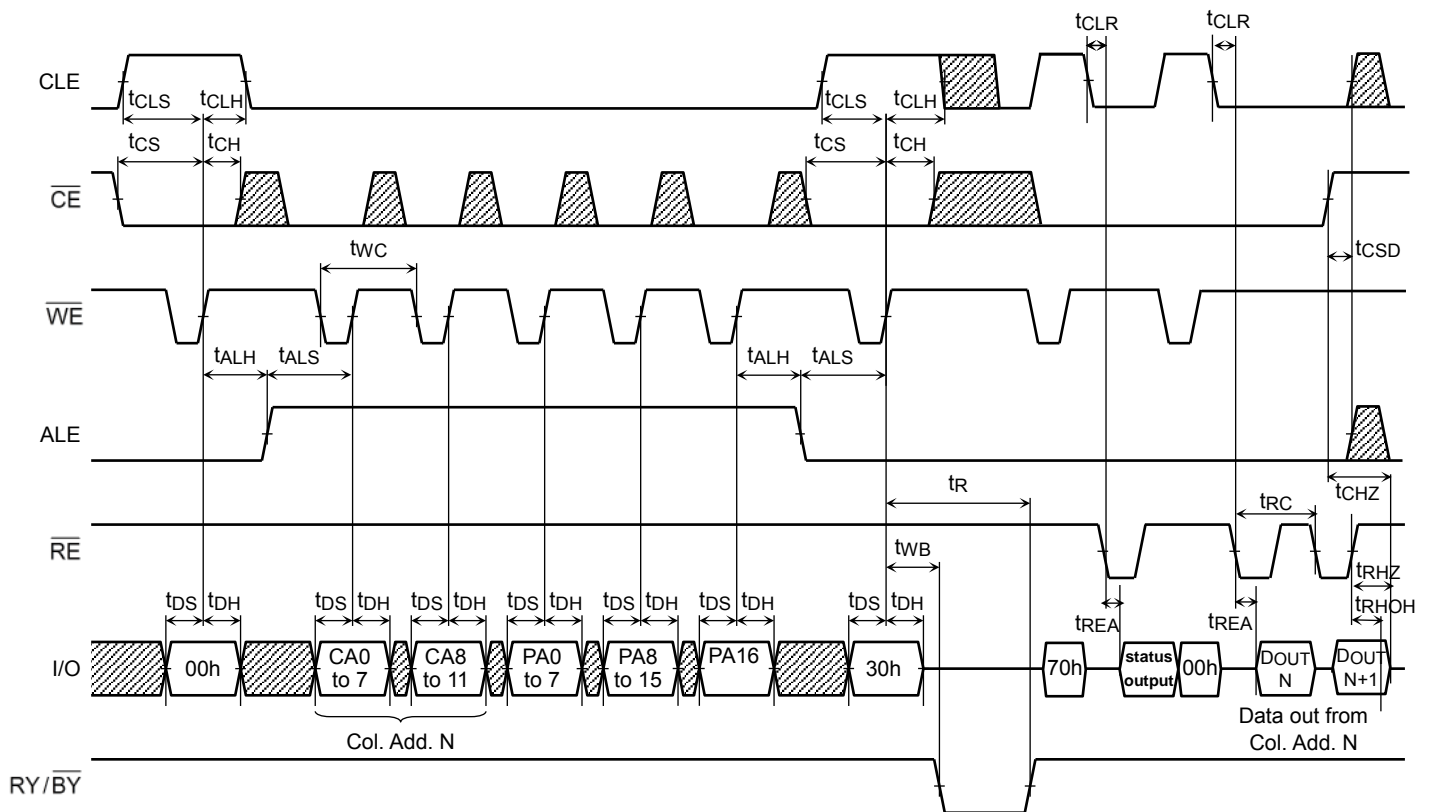 tCLR tCLR
CLE
tCLS tCLH tCLS tCLH
tCS tCH tCS tCH
CE
tWC tCSD
WE
tALH tALS tALH tALS
ALE
tR tCHZ
tRC
RE
tWB
tRHZ
tDS tDH tDS tDH tDS tDH tDS tDH tDS tDH tDS tDH tDS tDH tRHOH
tREA tREA
I/O 00h CA0 to 7 CA8 to 11 PA0 to 7 PA8 to 15 PA16 30h 70h status output 00h DOUT N DOUT N+1
Data out from
Col. Add. N Col. Add. N
RY/BY